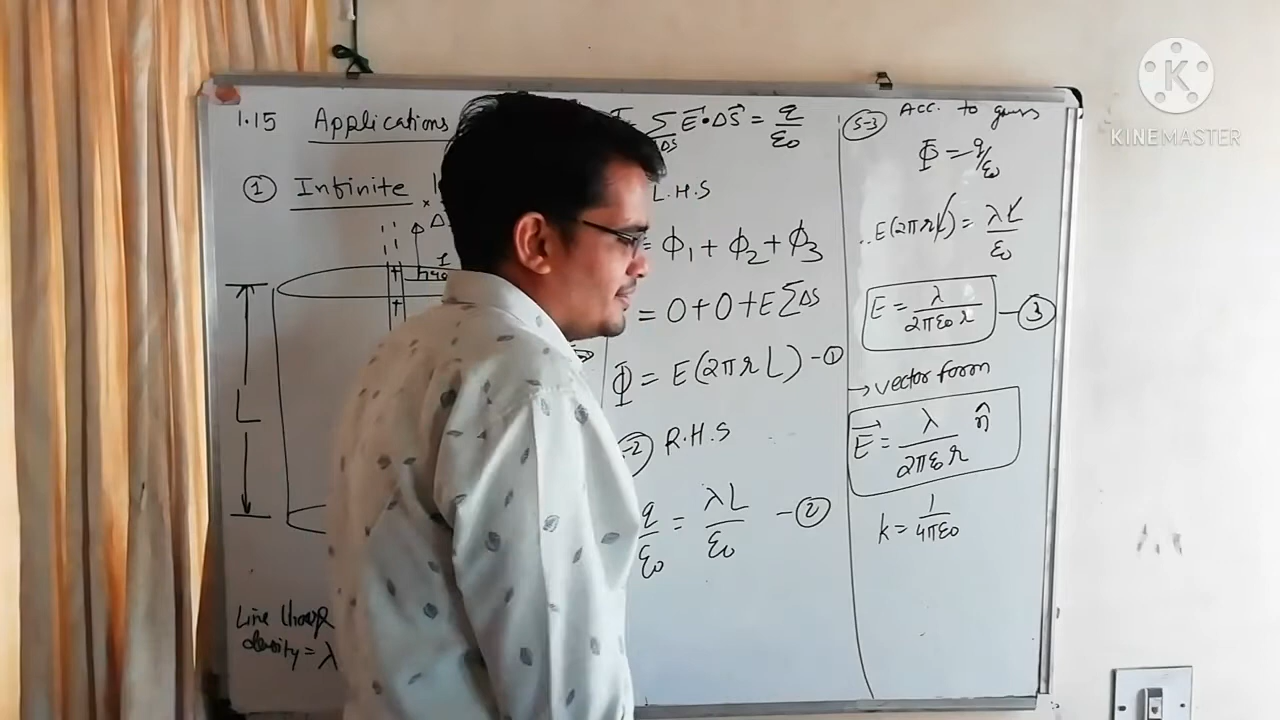 1.15 Applications
① Infinite
Δ
L
Line
density = λ
Σ E⃗•ΔS⃗ = q/ε₀
ΔS
L.H.S
= Φ₁ + Φ₂ + Φ₃
= 0 + 0 + E ΣΔS
Φ = E(2πrL) -①
R.H.S
q/ε₀ = λL/ε₀ -②
S-3 Acc. to gauss
Φ = q/ε₀
∴ E(2πrL) = λL/ε₀
E = λ/2πε₀r -③
→ vector form
E⃗ = λ/2πε₀r n̂
k = 1/4πε₀
K
KINEMASTER